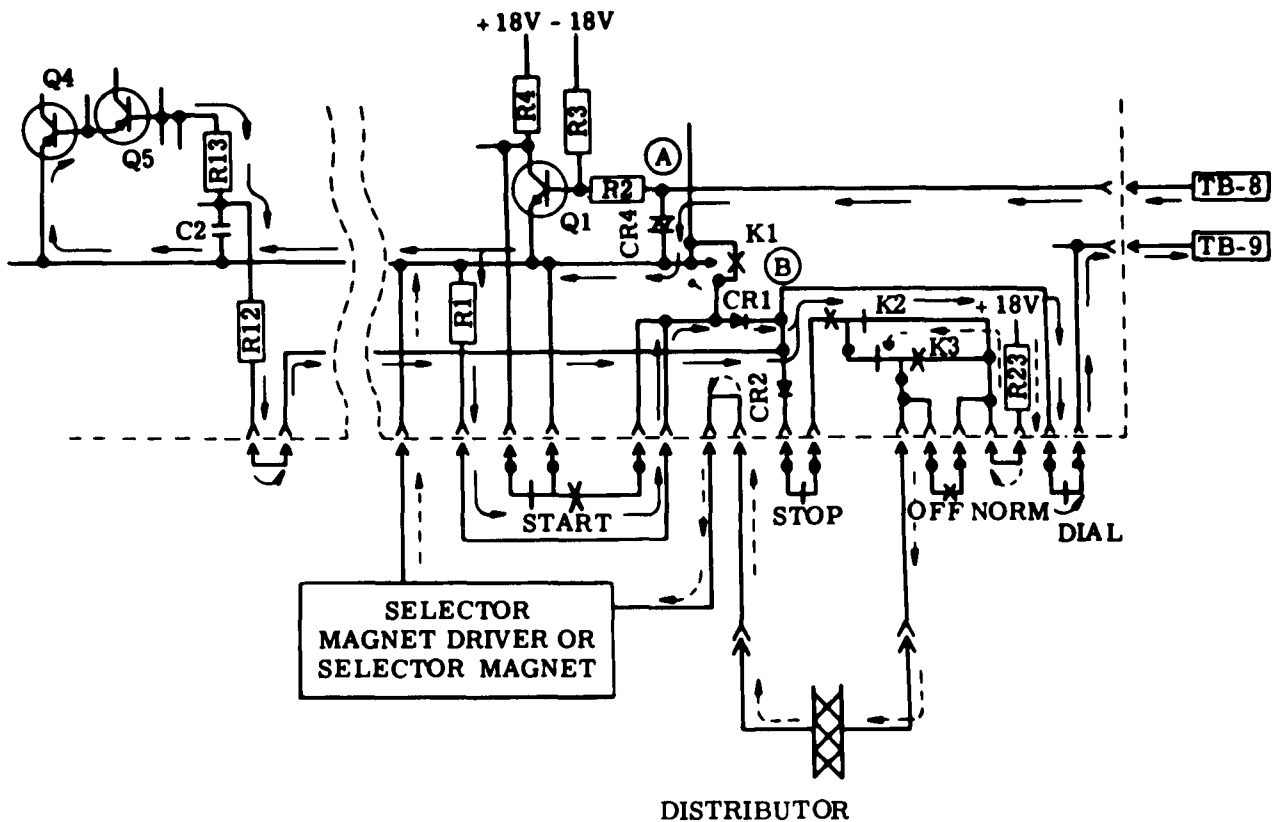 + 18V - 18V
Q4
Q5
R13
C2
R12
R4
R3
Q1
R2
A
CR4
K1
B
CR1
R1
CR2
K2
K3
+ 18V
R23
TB-8
TB-9
START
STOP
OFF NORM
DIAL
SELECTOR
MAGNET DRIVER OR
SELECTOR MAGNET
DISTRIBUTOR